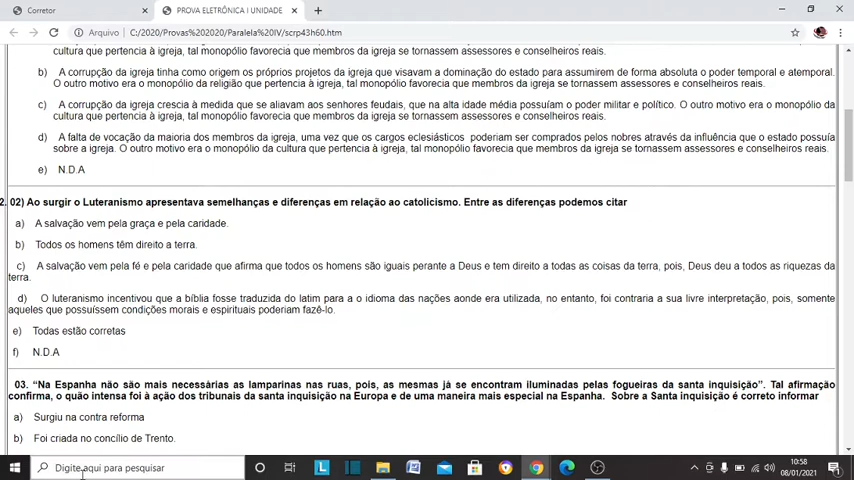 Corretor
PROVA ELETRÔNICA I UNIDADE
Arquivo | C:/2020/Provas%202020/Paralela%20IV/scrp43h60.htm
cultura que pertencia à igreja, tal monopólio favorecia que membros da igreja se tornassem assessores e conselheiros reais.
b) A corrupção da igreja tinha como origem os próprios projetos da igreja que visavam a dominação do estado para assumirem de forma absoluta o poder temporal e atemporal.
O outro motivo era o monopólio da religião que pertencia à igreja, tal monopólio favorecia que membros da igreja se tornassem assessores e conselheiros reais.
c) A corrupção da igreja crescia à medida que se aliavam aos senhores feudais, que na alta idade média possuíam o poder militar e político. O outro motivo era o monopólio da
cultura que pertencia à igreja, tal monopólio favorecia que membros da igreja se tornassem assessores e conselheiros reais.
d) A falta de vocação da maioria dos membros da igreja, uma vez que os cargos eclesiásticos poderiam ser comprados pelos nobres através da influência que o estado possuía
sobre a igreja. O outro motivo era o monopólio da cultura que pertencia à igreja, tal monopólio favorecia que membros da igreja se tornassem assessores e conselheiros reais.
e) N.D.A
2. 02) Ao surgir o Luteranismo apresentava semelhanças e diferenças em relação ao catolicismo. Entre as diferenças podemos citar
a) A salvação vem pela graça e pela caridade.
b) Todos os homens têm direito a terra.
c) A salvação vem pela fé e pela caridade que afirma que todos os homens são iguais perante a Deus e tem direito a todas as coisas da terra, pois, Deus deu a todos as riquezas da
terra.
d) O luteranismo incentivou que a bíblia fosse traduzida do latim para a o idioma das nações aonde era utilizada, no entanto, foi contraria a sua livre interpretação, pois, somente
aqueles que possuíssem condições morais e espirituais poderiam fazê-lo.
e) Todas estão corretas
f) N.D.A
03. “Na Espanha não são mais necessárias as lamparinas nas ruas, pois, as mesmas já se encontram iluminadas pelas fogueiras da santa inquisição”. Tal afirmação
confirma, o quão intensa foi à ação dos tribunais da santa inquisição na Europa e de uma maneira mais especial na Espanha. Sobre a Santa inquisição é correto informar
a) Surgiu na contra reforma
b) Foi criada no concílio de Trento.
Digite aqui para pesquisar
10:58
08/01/2021